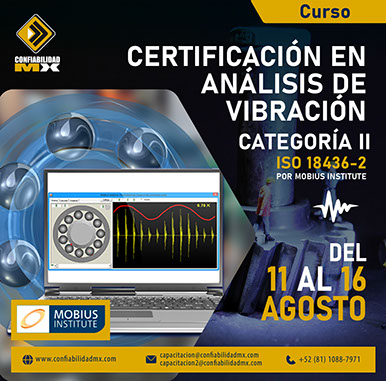 Curso
CONFIABILIDAD
MX
CERTIFICACIÓN EN
ANÁLISIS DE
VIBRACIÓN
CATEGORÍA II
ISO 18436-2
POR MOBIUS INSTITUTE
DEL
11 AL 16
AGOSTO
MOBIUS
INSTITUTE
www.confiabilidadmx.com
capacitacion@confiabilidadmx.com
capacitacion2@confiabilidadmx.com
+52 (81) 1088-7971